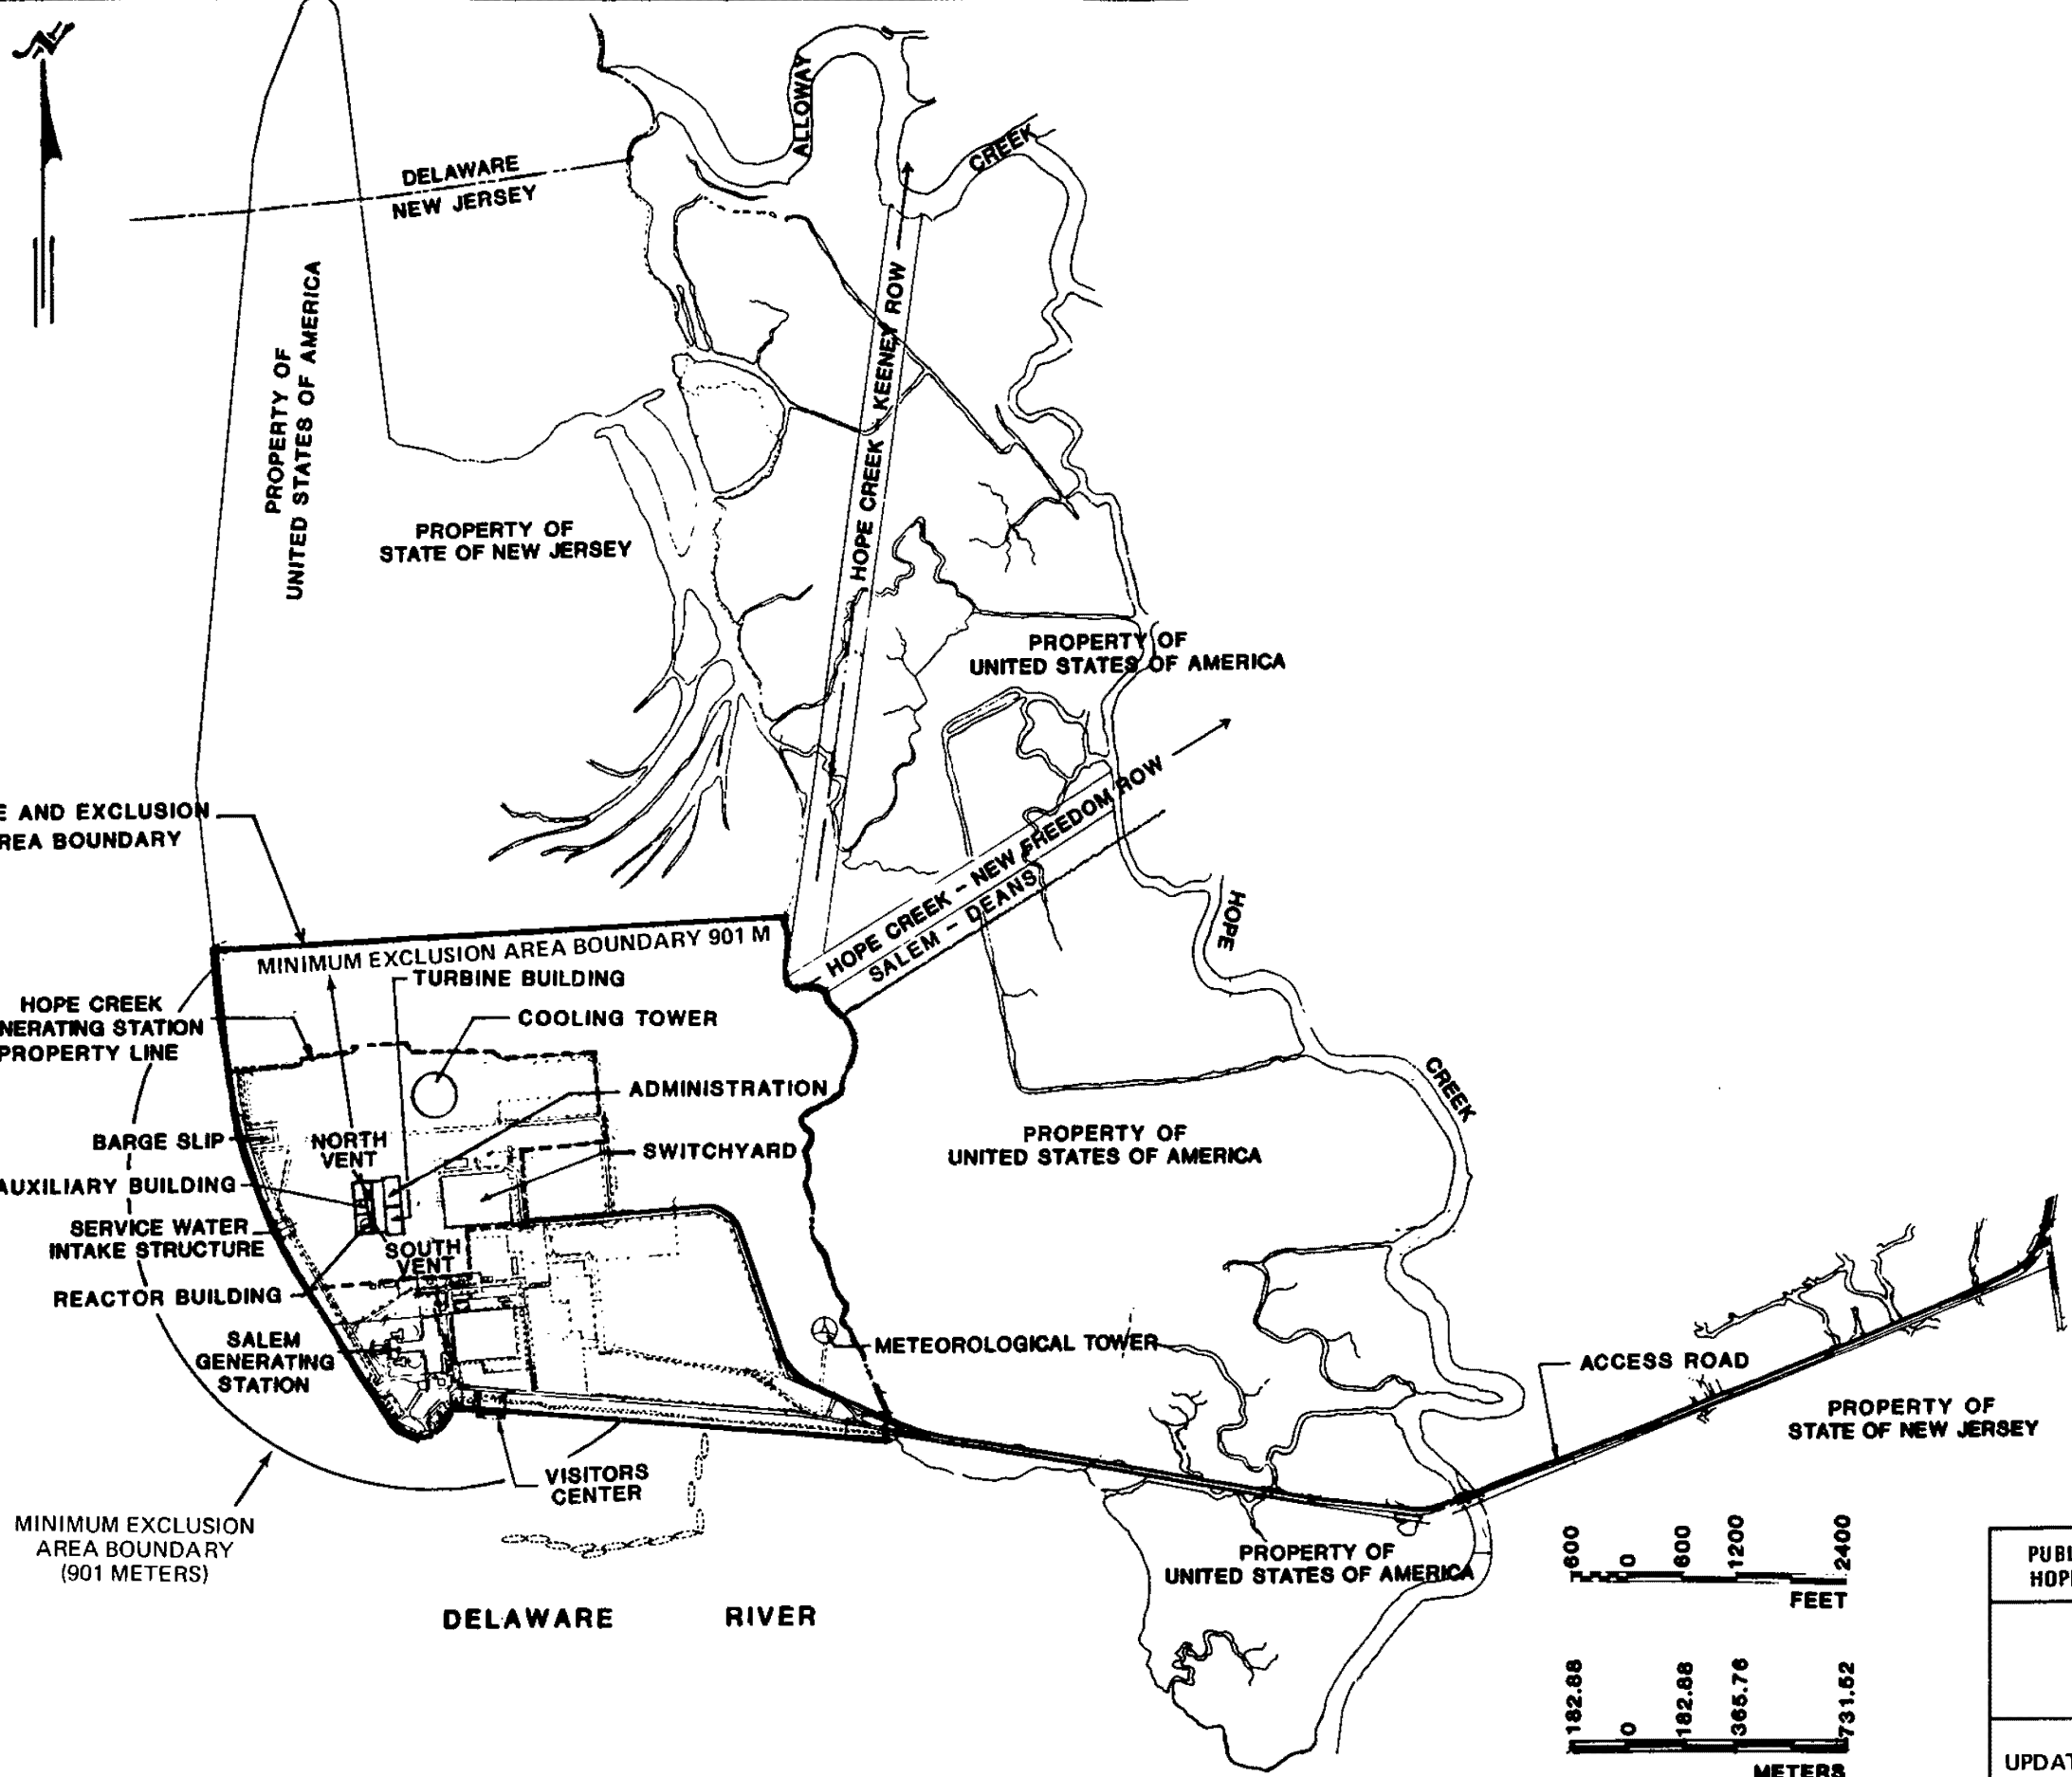 N
ALLOWAY
CREEK
DELAWARE
NEW JERSEY
PROPERTY OF
UNITED STATES OF AMERICA
HOPE CREEK - KEENEY ROW
PROPERTY OF
STATE OF NEW JERSEY
PROPERTY OF
UNITED STATES OF AMERICA
E AND EXCLUSION
REA BOUNDARY
HOPE CREEK - NEW FREEDOM ROW
SALEM - DEANS
HOPE
CREEK
MINIMUM EXCLUSION AREA BOUNDARY 901 M
TURBINE BUILDING
HOPE CREEK
NERATING STATION
PROPERTY LINE
COOLING TOWER
ADMINISTRATION
BARGE SLIP
NORTH
VENT
SWITCHYARD
PROPERTY OF
UNITED STATES OF AMERICA
AUXILIARY BUILDING
SERVICE WATER
INTAKE STRUCTURE
SOUTH
VENT
REACTOR BUILDING
SALEM
GENERATING
STATION
METEOROLOGICAL TOWER
ACCESS ROAD
PROPERTY OF
STATE OF NEW JERSEY
VISITORS
CENTER
MINIMUM EXCLUSION
AREA BOUNDARY
(901 METERS)
PROPERTY OF
UNITED STATES OF AMERICA
DELAWARE RIVER
600 0 600 1200 2400
FEET
182.88 0 182.88 365.76 731.52
METERS
PUBI
HOPI
UPDAT